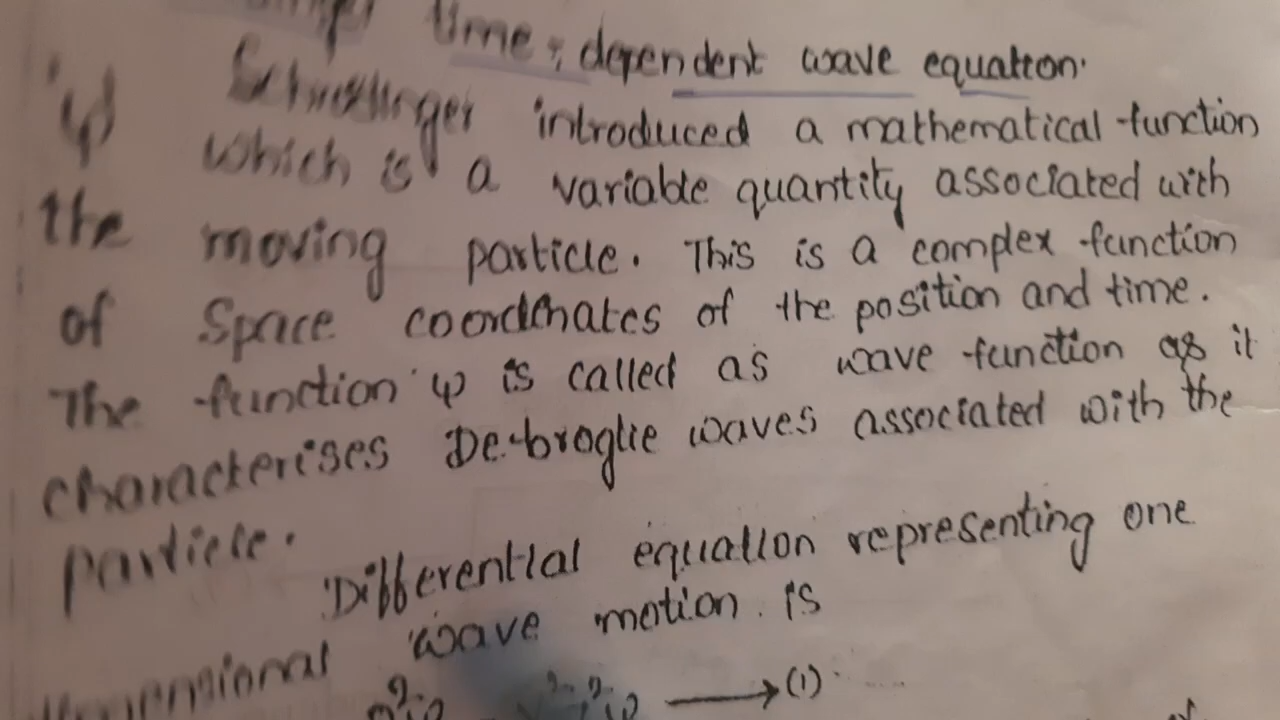 time, dependent wave equation.
ψ Schrodinger introduced a mathematical function
which is a variable quantity associated with
the moving particle. This is a complex function
of Space coordinates of the position and time.
The function ψ is called as wave function as it
characterises De-broglie waves associated with the
particle.
Differential equation representing one
dimensional wave motion is
→(1)